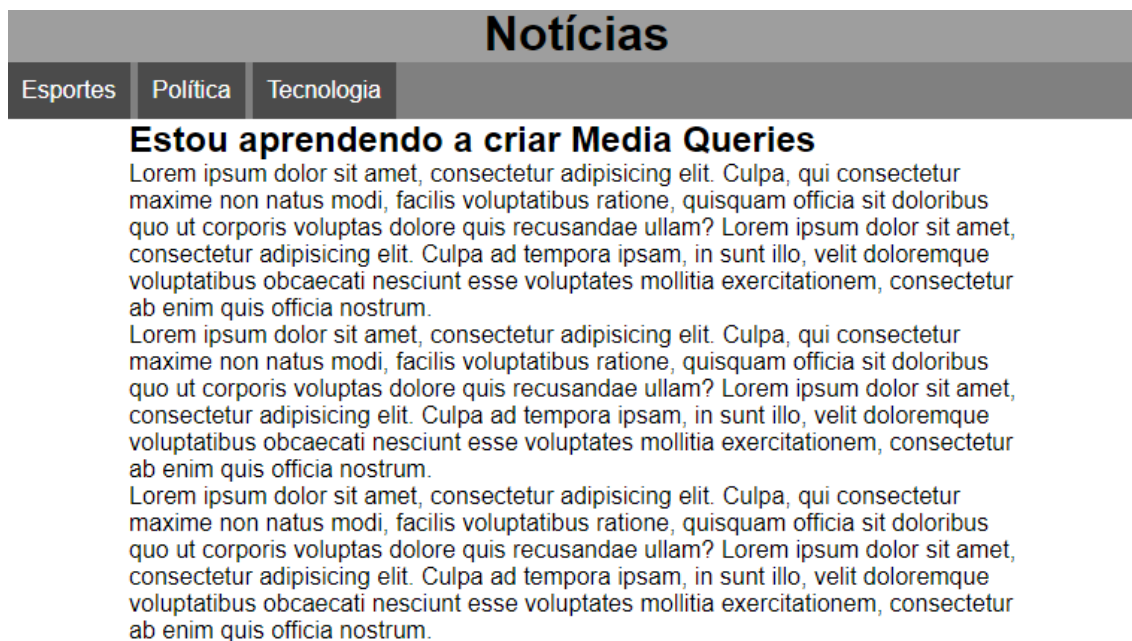 Notícias
Esportes Política Tecnologia
Estou aprendendo a criar Media Queries
Lorem ipsum dolor sit amet, consectetur adipisicing elit. Culpa, qui consectetur
maxime non natus modi, facilis voluptatibus ratione, quisquam officia sit doloribus
quo ut corporis voluptas dolore quis recusandae ullam? Lorem ipsum dolor sit amet,
consectetur adipisicing elit. Culpa ad tempora ipsam, in sunt illo, velit doloremque
voluptatibus obcaecati nesciunt esse voluptates mollitia exercitationem, consectetur
ab enim quis officia nostrum.
Lorem ipsum dolor sit amet, consectetur adipisicing elit. Culpa, qui consectetur
maxime non natus modi, facilis voluptatibus ratione, quisquam officia sit doloribus
quo ut corporis voluptas dolore quis recusandae ullam? Lorem ipsum dolor sit amet,
consectetur adipisicing elit. Culpa ad tempora ipsam, in sunt illo, velit doloremque
voluptatibus obcaecati nesciunt esse voluptates mollitia exercitationem, consectetur
ab enim quis officia nostrum.
Lorem ipsum dolor sit amet, consectetur adipisicing elit. Culpa, qui consectetur
maxime non natus modi, facilis voluptatibus ratione, quisquam officia sit doloribus
quo ut corporis voluptas dolore quis recusandae ullam? Lorem ipsum dolor sit amet,
consectetur adipisicing elit. Culpa ad tempora ipsam, in sunt illo, velit doloremque
voluptatibus obcaecati nesciunt esse voluptates mollitia exercitationem, consectetur
ab enim quis officia nostrum.